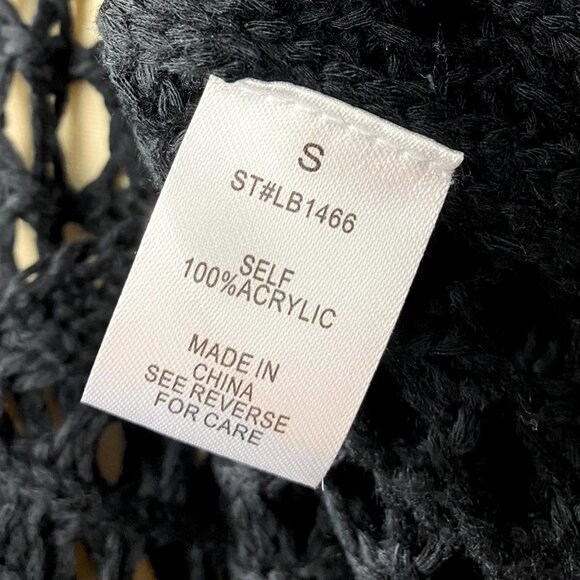 S
ST#LB1466
SELF
100%ACRYLIC
MADE IN
CHINA
SEE REVERSE
FOR CARE